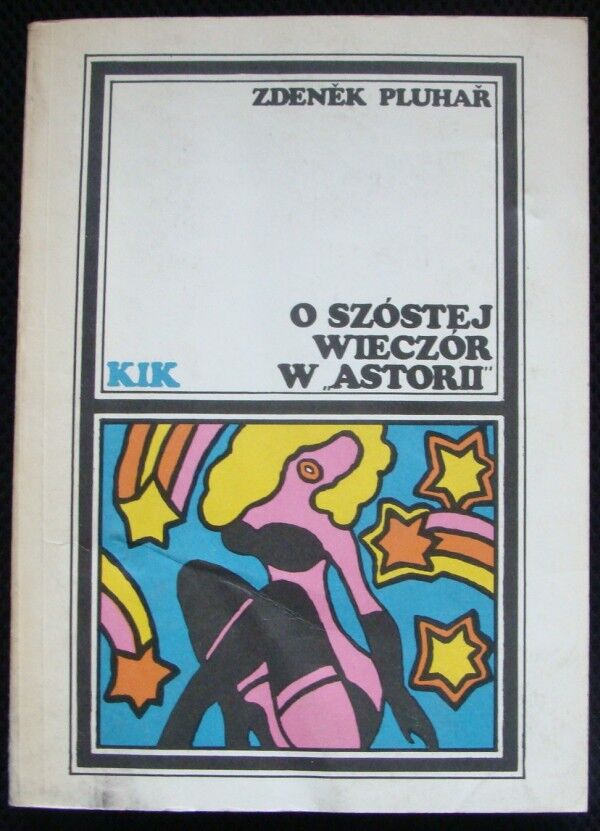 ZDENĚK PLUHAŘ
O SZÓSTEJ
WIECZÓR
KIK
W „ASTORII"